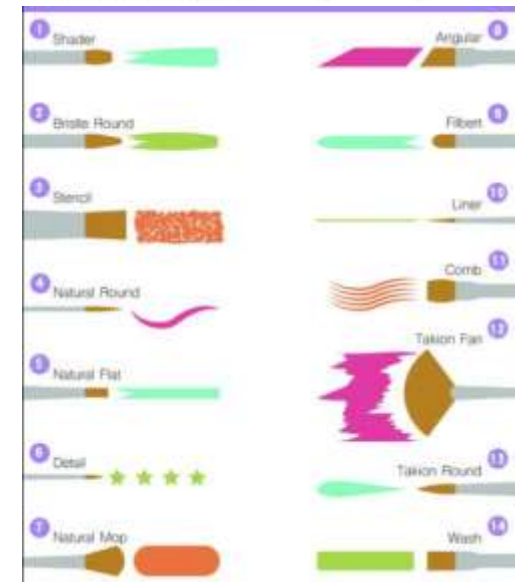 1 Shader
2 Bristle Round
3 Stencil
4 Natural Round
5 Natural Flat
6 Detail
7 Natural Mop
8 Angular
9 Filbert
10 Liner
11 Comb
12 Taklon Fan
13 Taklon Round
14 Wash